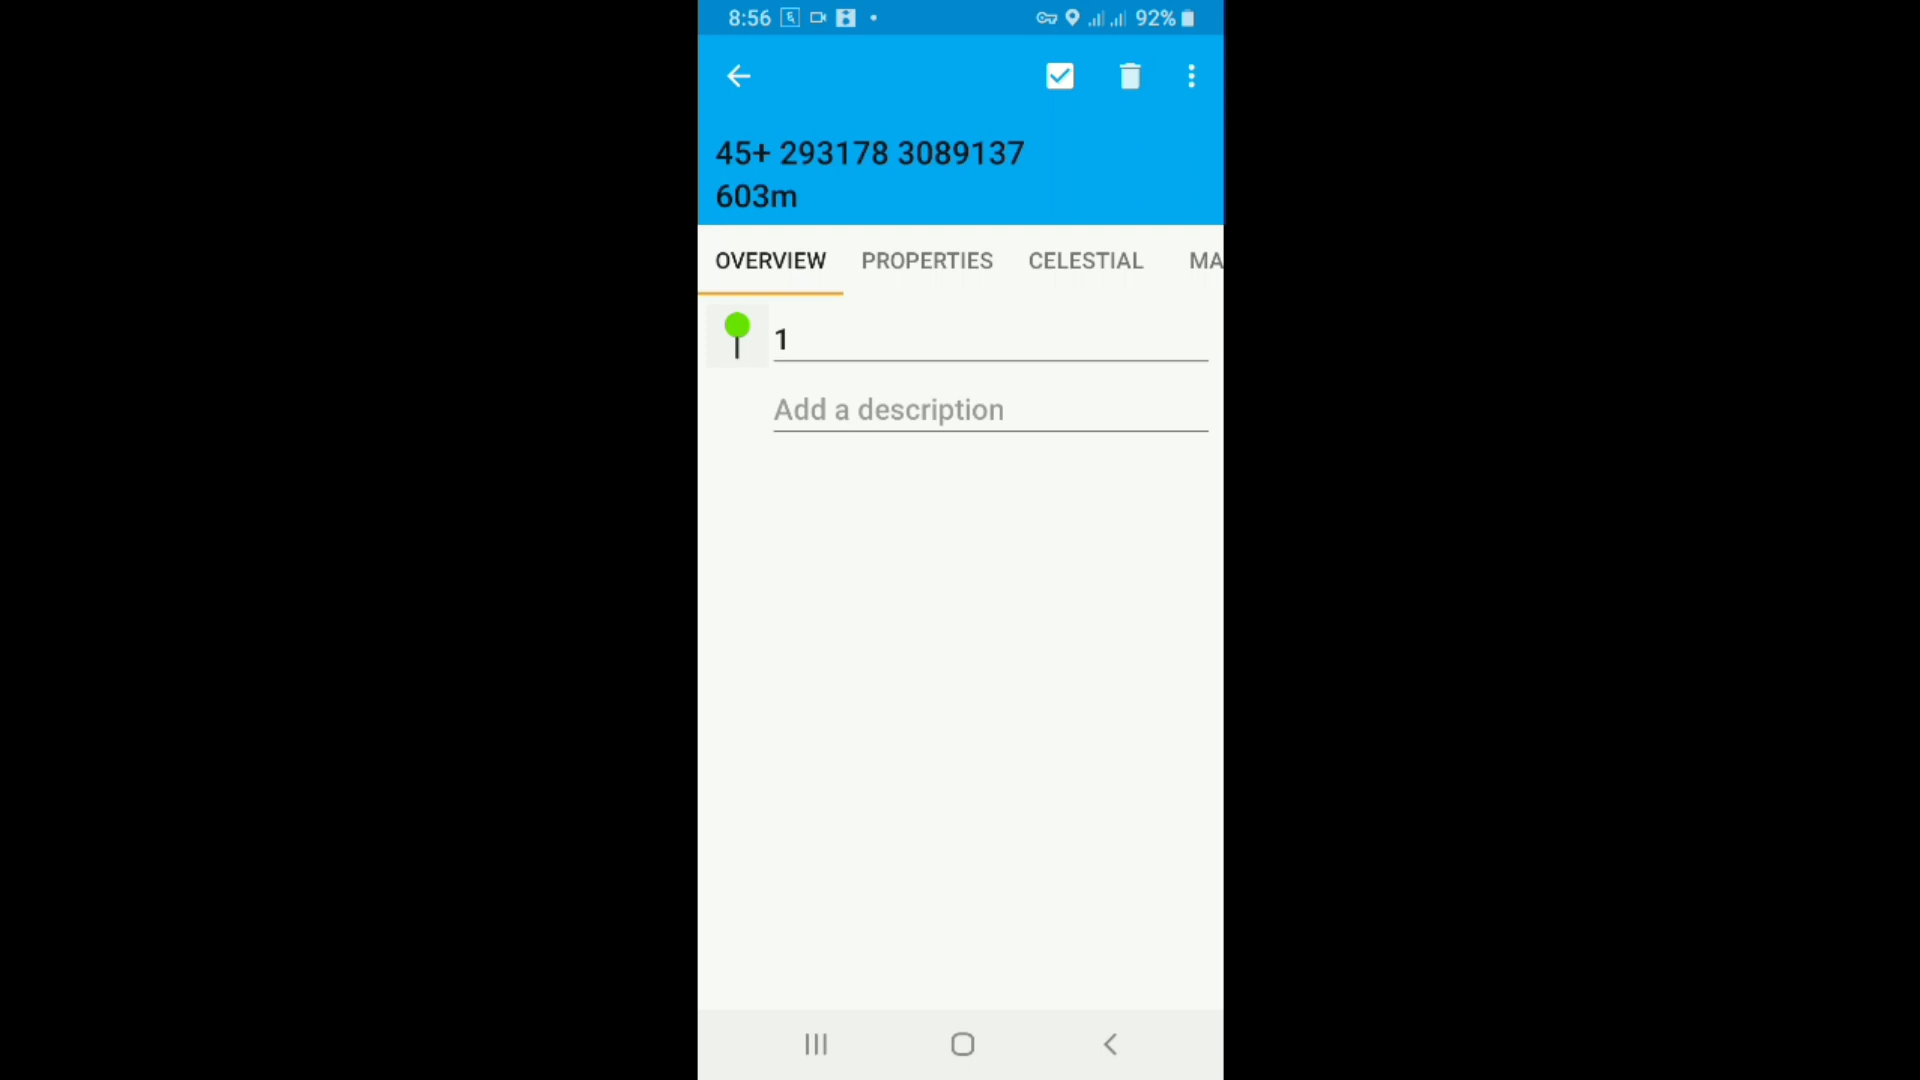 8:56 92%
45+ 293178 3089137
603m
OVERVIEW PROPERTIES CELESTIAL MA
1
Add a description